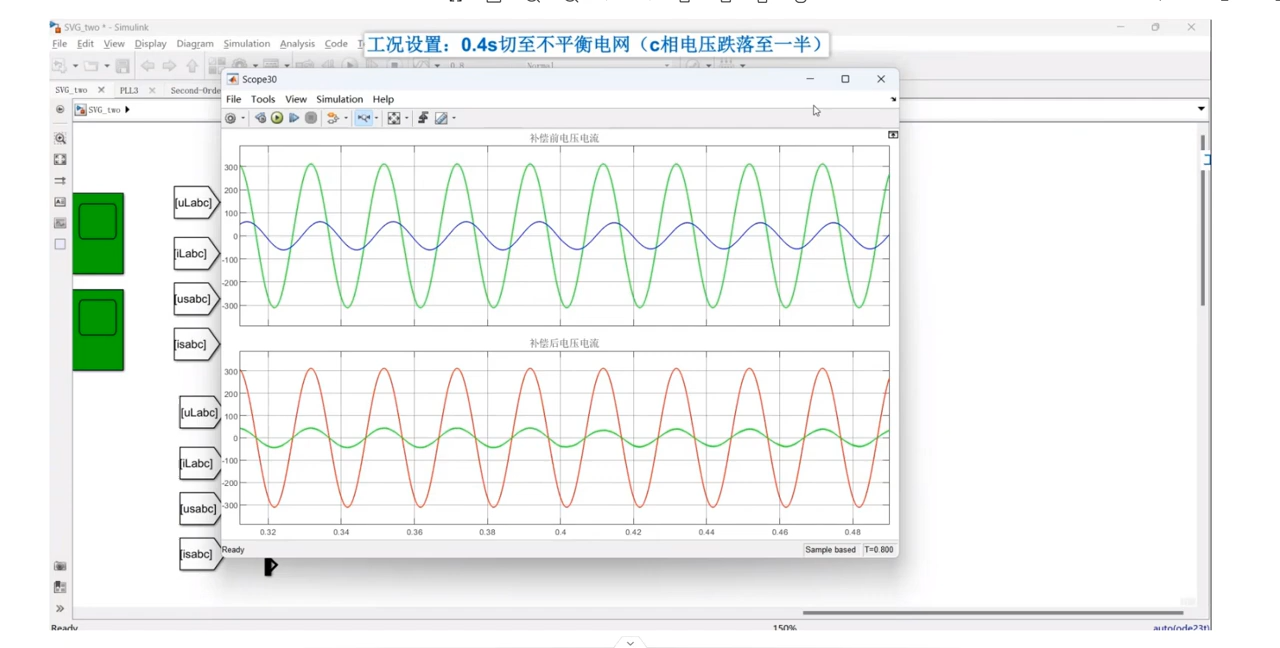 SVG_two * - Simulink
File Edit View Display Diagram Simulation Analysis Code
工况设置：0.4s切至不平衡电网（c相电压跌落至一半）
0.8
Normal
SVG_two
PLL3
Second-Orde
SVG_two
Scope30
File Tools View Simulation Help
补偿前电压电流
300
200
100
0
-100
-200
-300
补偿后电压电流
300
200
100
0
-100
-200
-300
0.32 0.34 0.36 0.38 0.4 0.42 0.44 0.46 0.48
Ready
Sample based
T=0.800
[uLabc]
[iLabc]
[usabc]
[isabc]
[uLabc]
[iLabc]
[usabc]
[isabc]
Ready
150%
auto(ode23t)